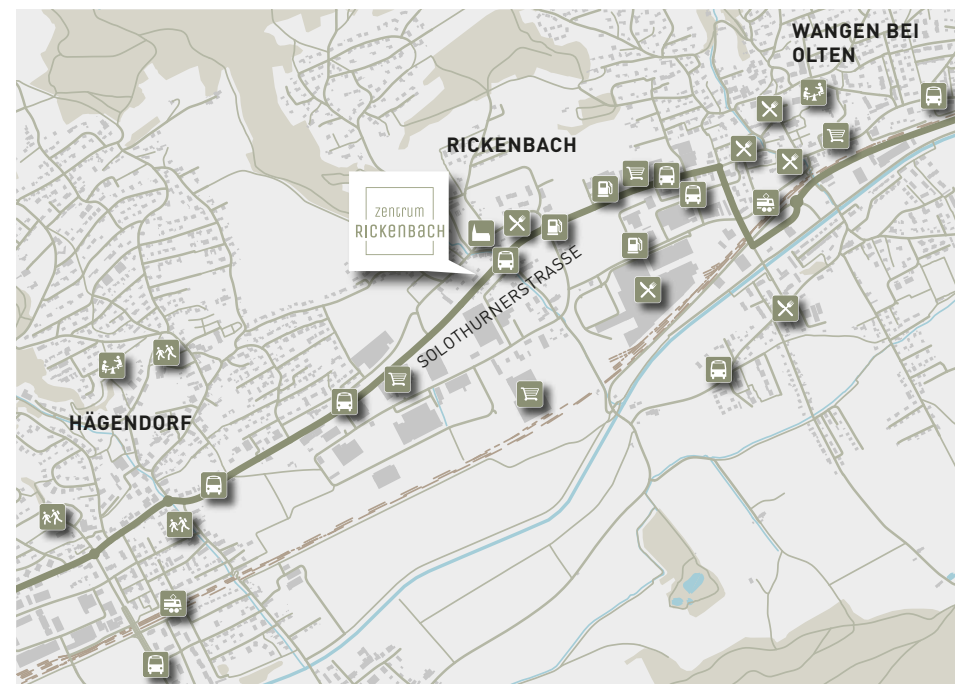 WANGEN BEI
OLTEN
RICKENBACH
zentrum
RICKENBACH
SOLOTHURNERSTRASSE
HÄGENDORF